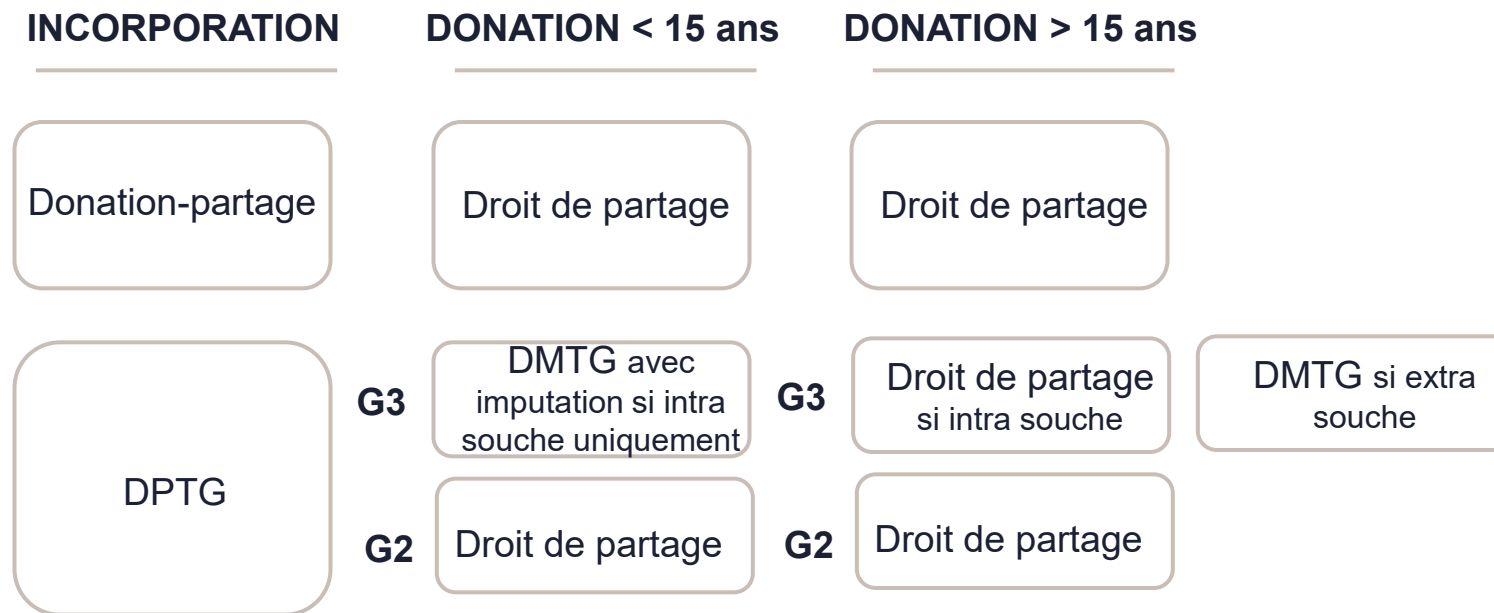 INCORPORATION
DONATION < 15 ans
DONATION > 15 ans
Donation-partage
Droit de partage
Droit de partage
DPTG
G3
DMTG avec
imputation si intra
souche uniquement
G3
Droit de partage
si intra souche
DMTG si extra
souche
G2
Droit de partage
G2
Droit de partage